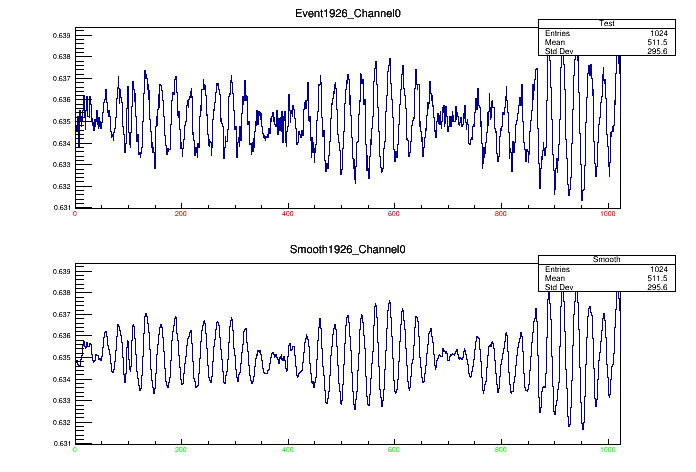 Event1926_Channel0
Test
Entries 1024
Mean 511.5
Std Dev 295.6
0.639
0.638
0.637
0.636
0.635
0.634
0.633
0.632
0.631
0 200 400 600 800 1000
Smooth1926_Channel0
Smooth
Entries 1024
Mean 511.5
Std Dev 295.6
0.639
0.638
0.637
0.636
0.635
0.634
0.633
0.632
0.631
0 200 400 600 800 1000